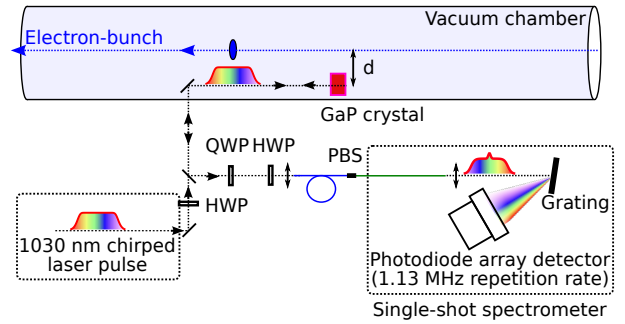 Vacuum chamber
Electron-bunch
d
GaP crystal
QWP HWP
PBS
HWP
Grating
1030 nm chirped
laser pulse
Photodiode array detector
(1.13 MHz repetition rate)
Single-shot spectrometer